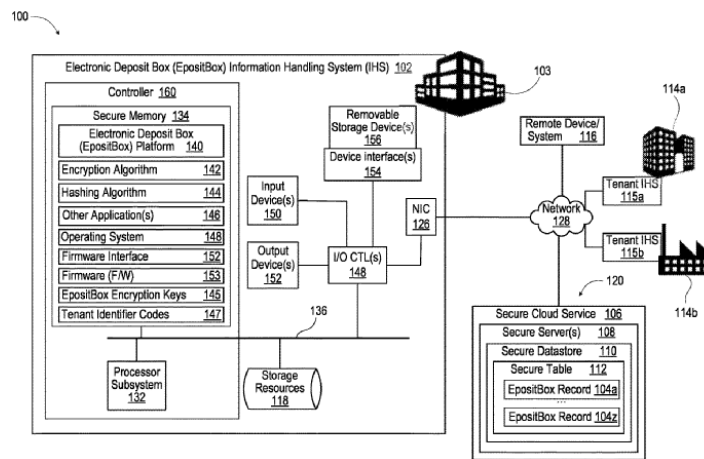 100
Electronic Deposit Box (EpositBox) Information Handling System (IHS) 102
103
Controller 160
Secure Memory 134
Electronic Deposit Box
(EpositBox) Platform 140
Encryption Algorithm 142
Hashing Algorithm 144
Other Application(s) 146
Operating System 148
Firmware Interface 152
Firmware (F/W) 153
EpositBox Encryption Keys 145
Tenant Identifier Codes 147
Processor
Subsystem
132
136
Storage
Resources
118
Input
Device(s)
150
Output
Device(s)
152
Removable
Storage Device(s)
156
Device interface(s)
154
I/O CTL(s)
148
NIC
126
Remote Device/
System 116
Network
128
114a
Tenant IHS
115a
Tenant IHS
115b
114b
120
Secure Cloud Service 106
Secure Server(s) 108
Secure Datastore 110
Secure Table 112
EpositBox Record 104a
...
EpositBox Record 104z